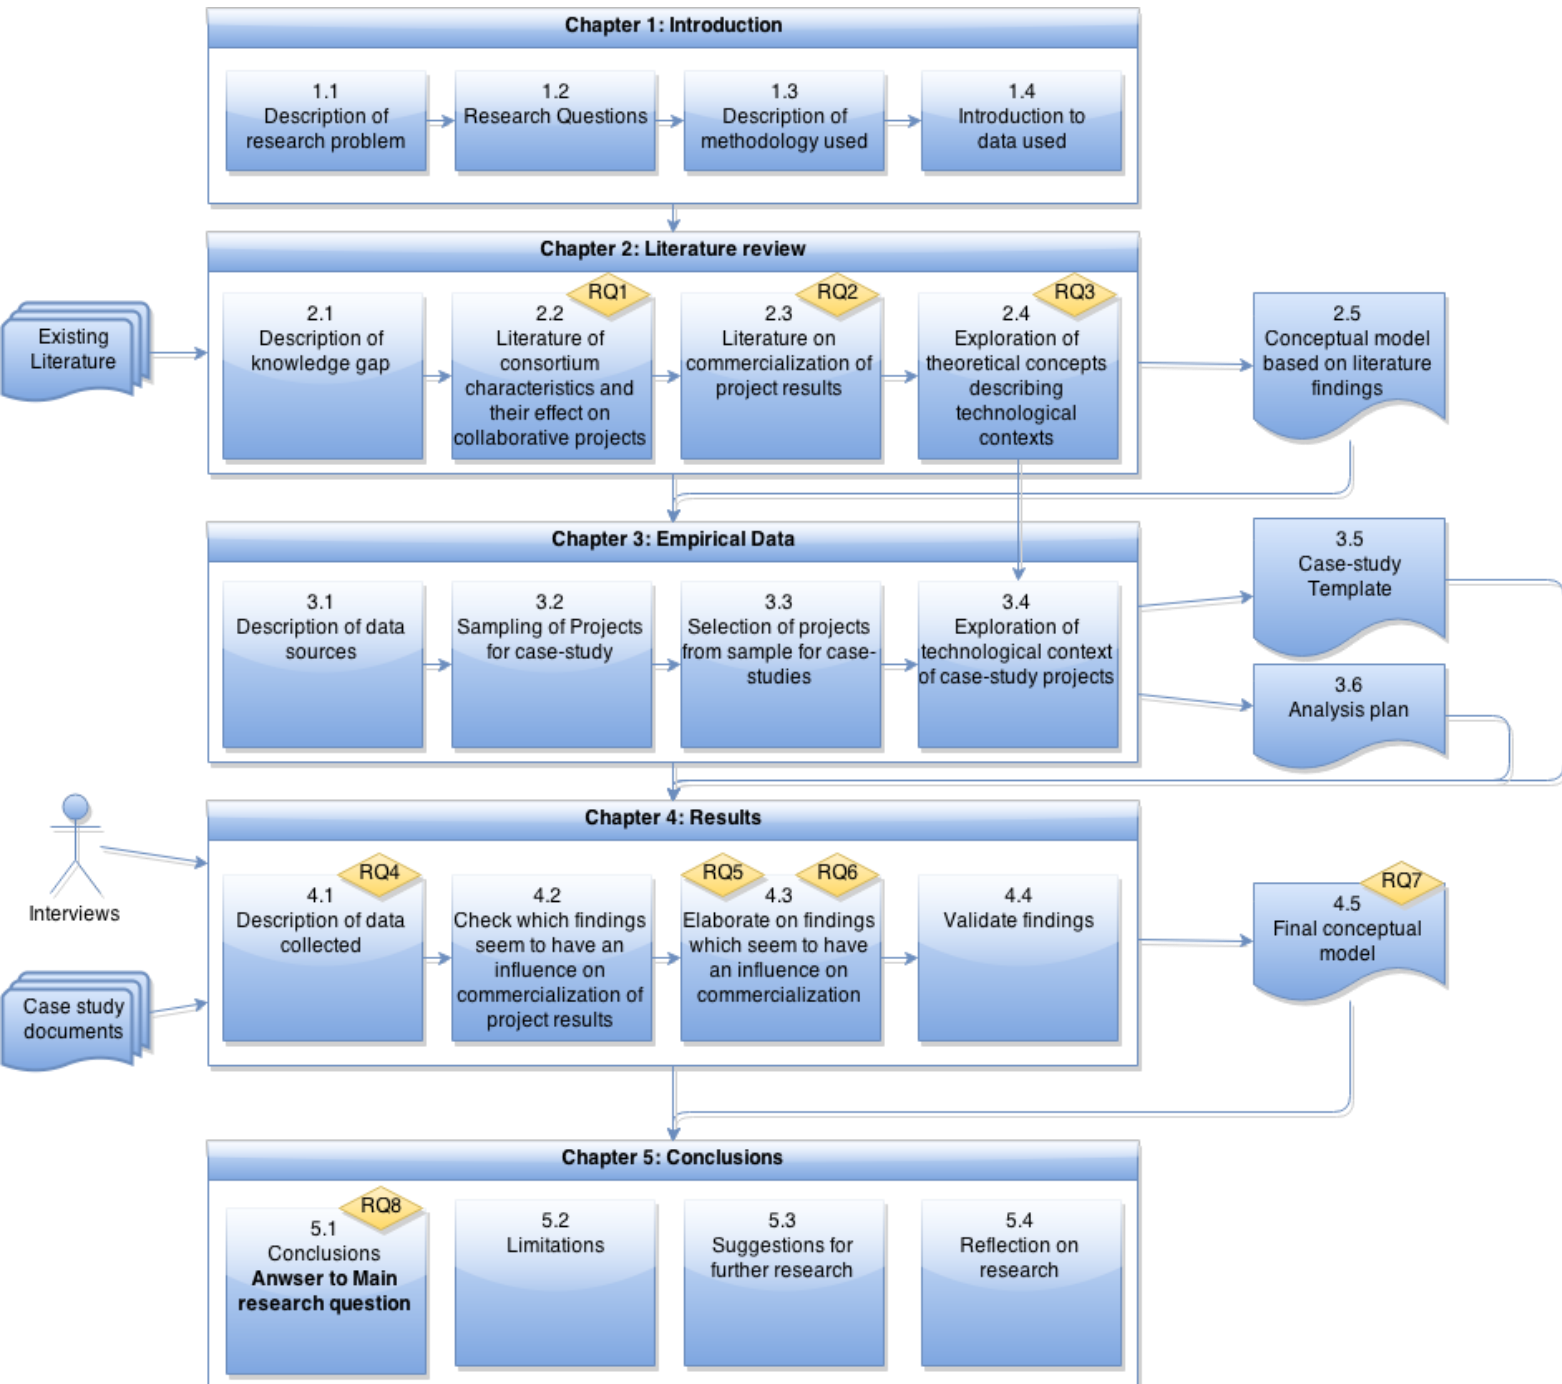 Chapter 1: Introduction
1.1
Description of
research problem
1.2
Research Questions
1.3
Description of
methodology used
1.4
Introduction to
data used
Chapter 2: Literature review
Existing
Literature
2.1
Description of
knowledge gap
RQ1
2.2
Literature of
consortium
characteristics and
their effect on
collaborative projects
RQ2
2.3
Literature on
commercialization of
project results
RQ3
2.4
Exploration of
theoretical concepts
describing
technological
contexts
2.5
Conceptual model
based on literature
findings
Chapter 3: Empirical Data
3.1
Description of data
sources
3.2
Sampling of Projects
for case-study
3.3
Selection of projects
from sample for case-
studies
3.4
Exploration of
technological context
of case-study projects
3.5
Case-study
Template
3.6
Analysis plan
Chapter 4: Results
Interviews
Case study
documents
RQ4
4.1
Description of data
collected
4.2
Check which findings
seem to have an
influence on
commercialization of
project results
RQ5
RQ6
4.3
Elaborate on findings
which seem to have
an influence on
commercialization
4.4
Validate findings
RQ7
4.5
Final conceptual
model
Chapter 5: Conclusions
RQ8
5.1
Conclusions
Anwser to Main
research question
5.2
Limitations
5.3
Suggestions for
further research
5.4
Reflection on
research